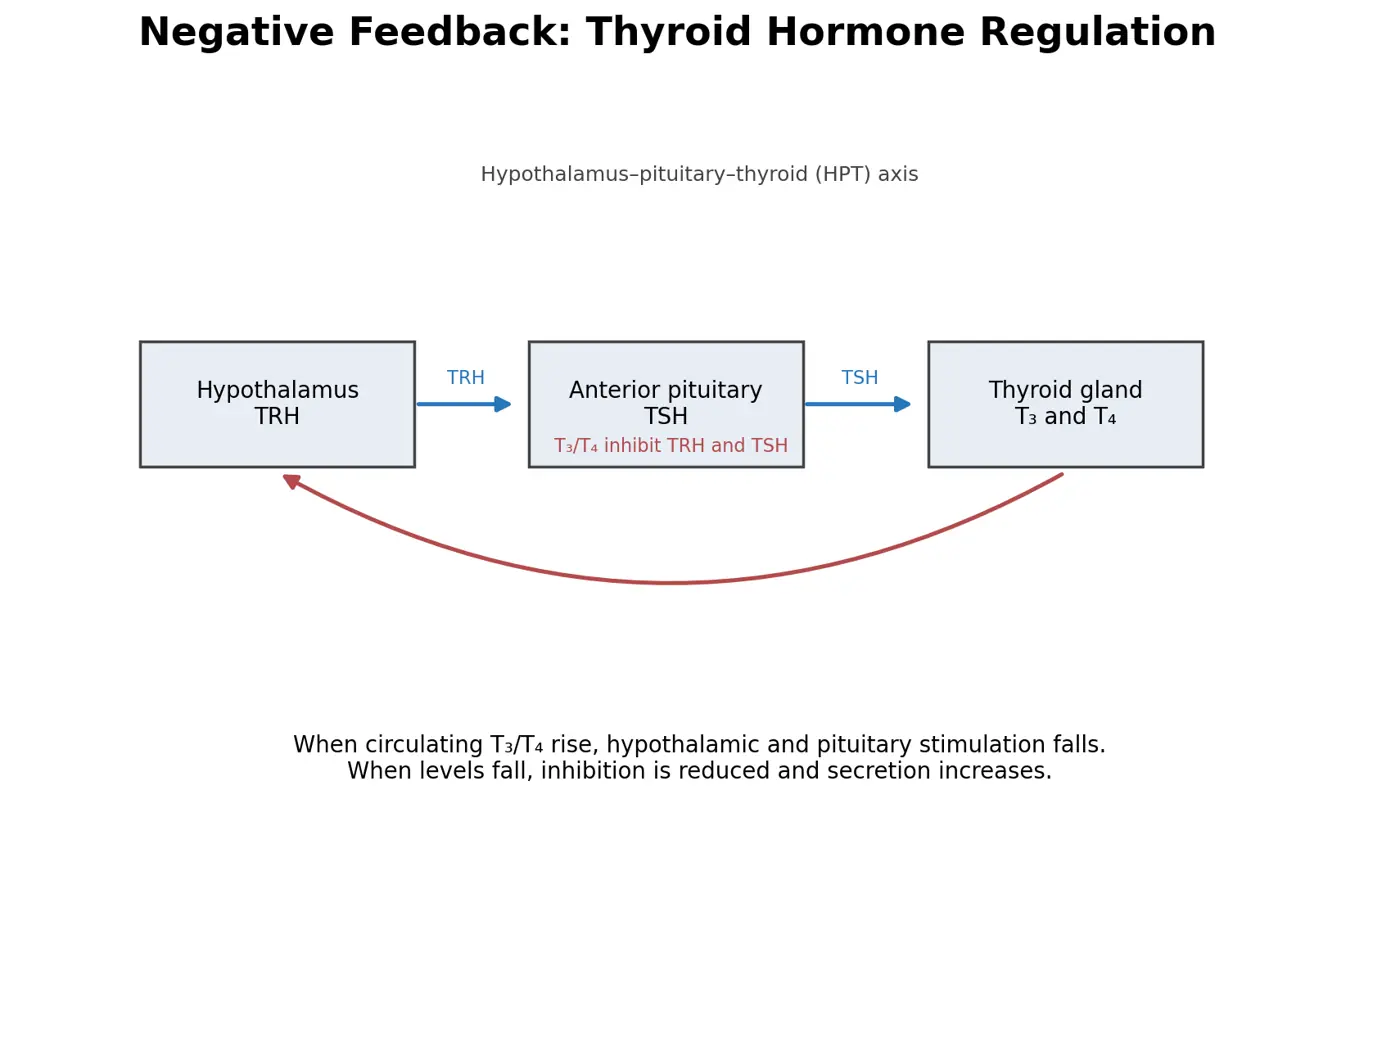 Negative Feedback: Thyroid Hormone Regulation
Hypothalamus–pituitary–thyroid (HPT) axis
Hypothalamus
TRH
TRH
Anterior pituitary
TSH
T₃/T₄ inhibit TRH and TSH
TSH
Thyroid gland
T₃ and T₄
When circulating T₃/T₄ rise, hypothalamic and pituitary stimulation falls.
When levels fall, inhibition is reduced and secretion increases.